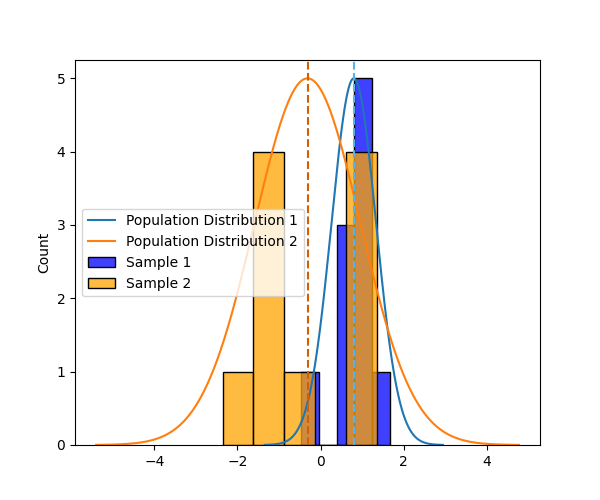 5
4
3
2
1
0
Count
Population Distribution 1
Population Distribution 2
Sample 1
Sample 2
−4
−2
0
2
4